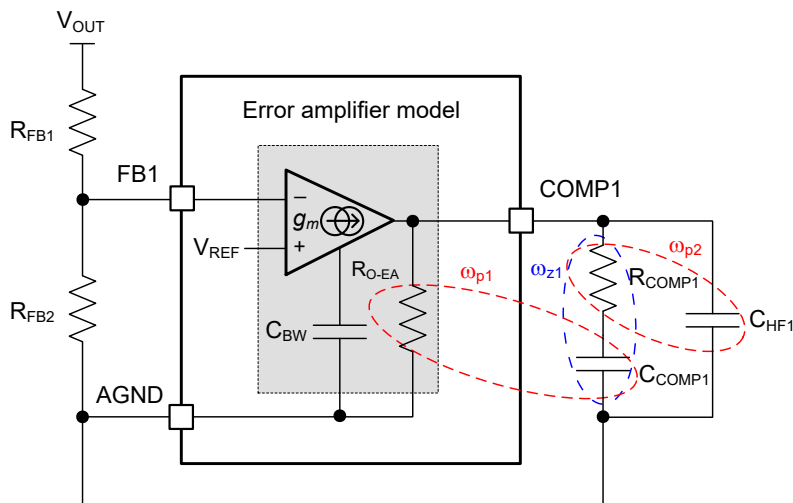 VOUT
Error amplifier model
RFB1
FB1
COMP1
−
gm
VREF
+
RO-EA
ωp1
ωz1
ωp2
RCOMP1
RFB2
CBW
CHF1
CCOMP1
AGND